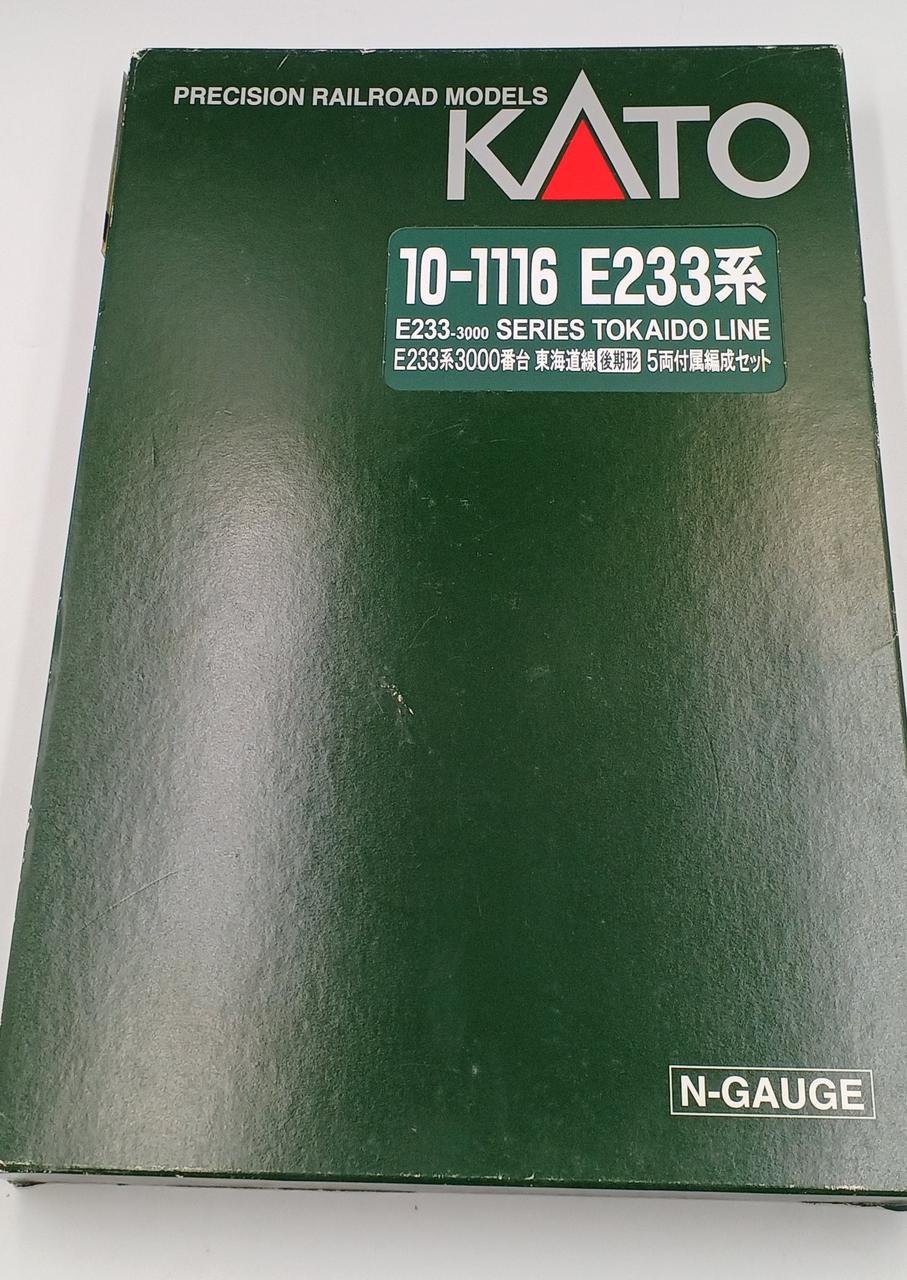 PRECISION RAILROAD MODELS
KATO
10-1116 E233系
E233-3000 SERIES TOKAIDO LINE
E233系3000番台 東海道線 後期形 5両付属編成セット
N-GAUGE